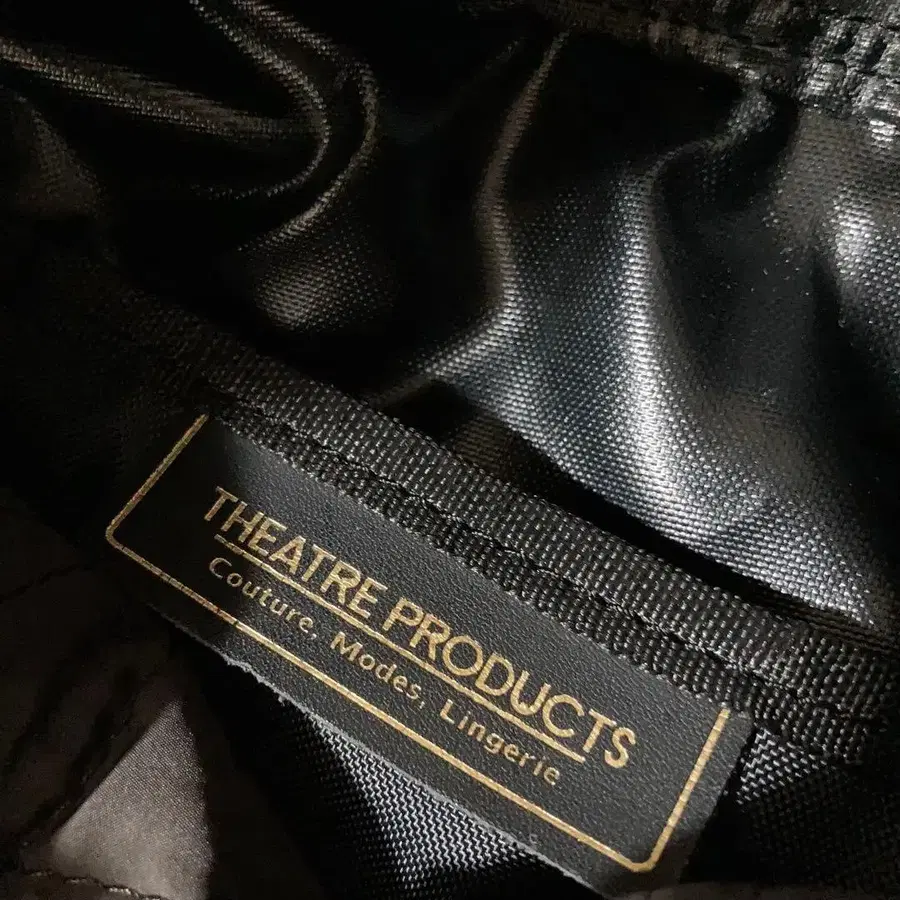 THEATRE PRODUCTS
Couture, Modes, Lingerie